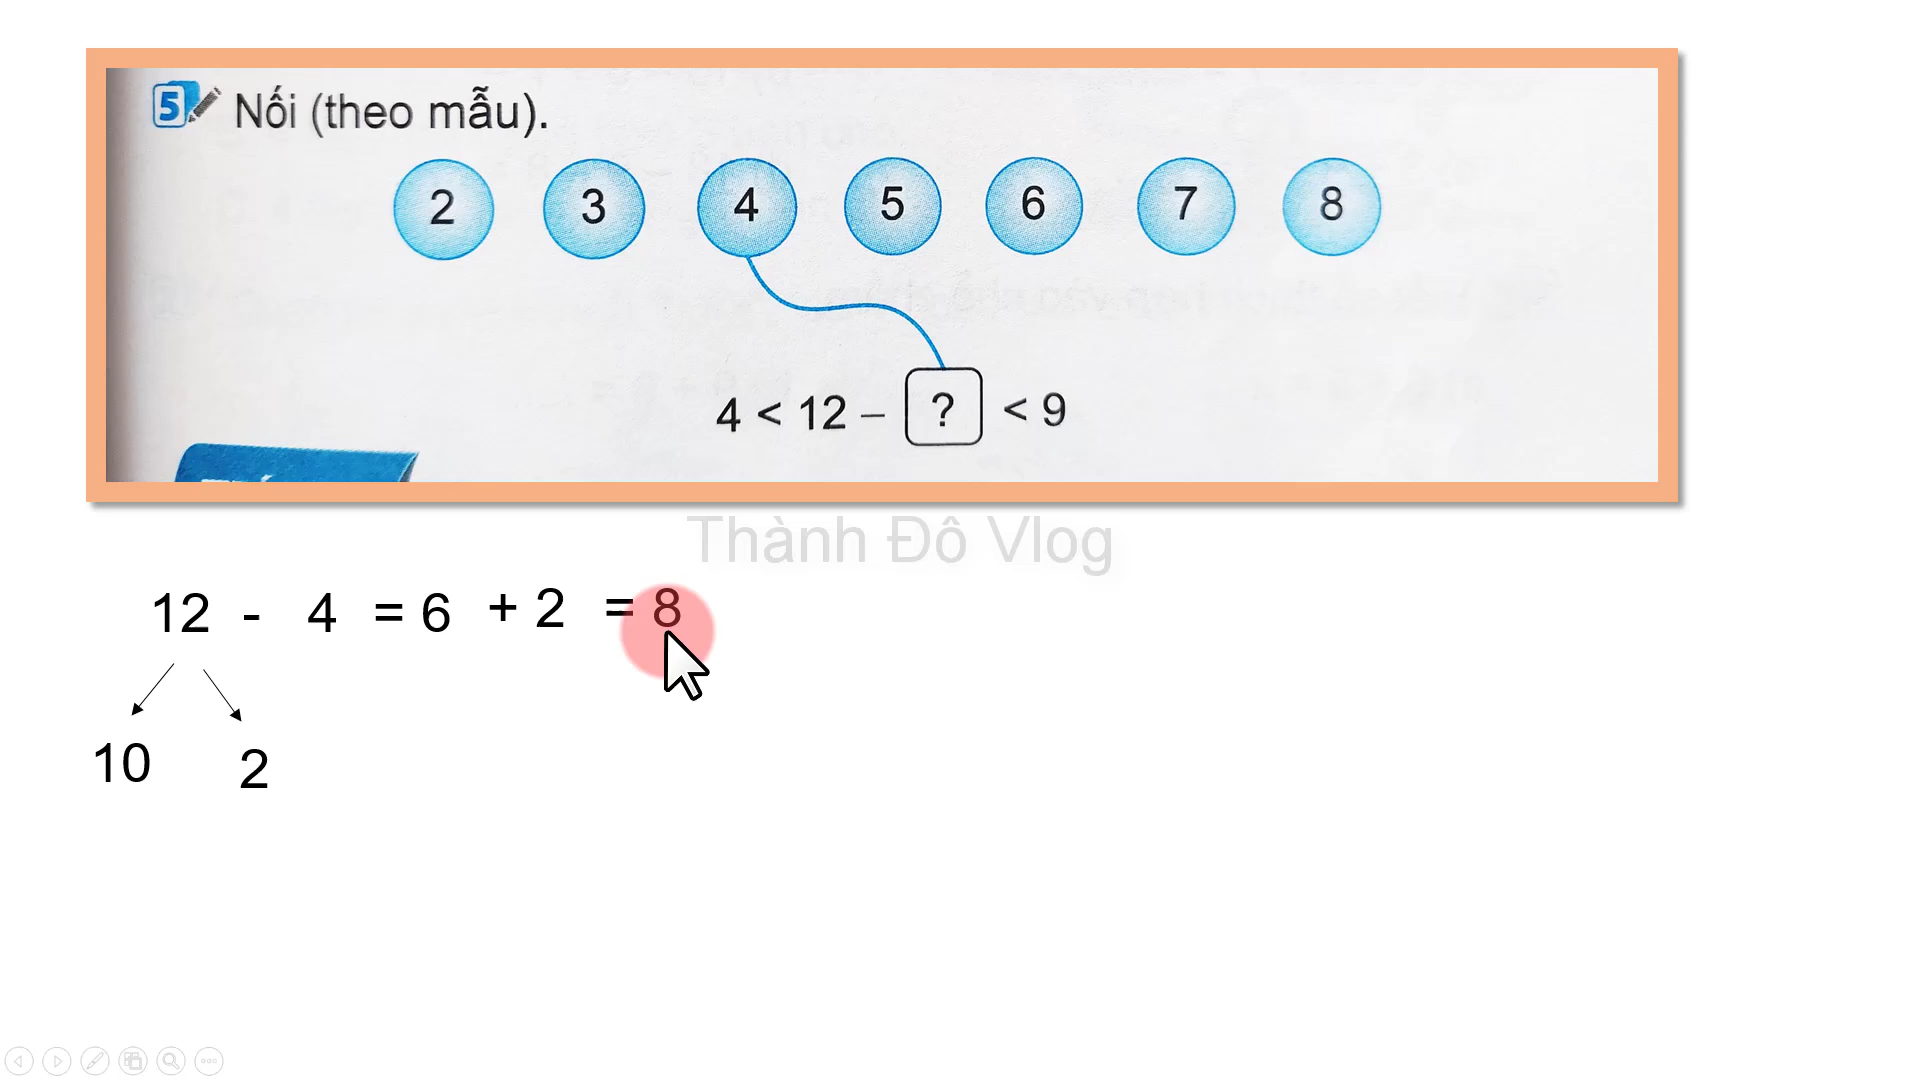 5 Nối (theo mẫu).
2 3 4 5 6 7 8
4 < 12 – ? < 9
Thành Đô Vlog
12 - 4 = 6 + 2 = 8
10 2